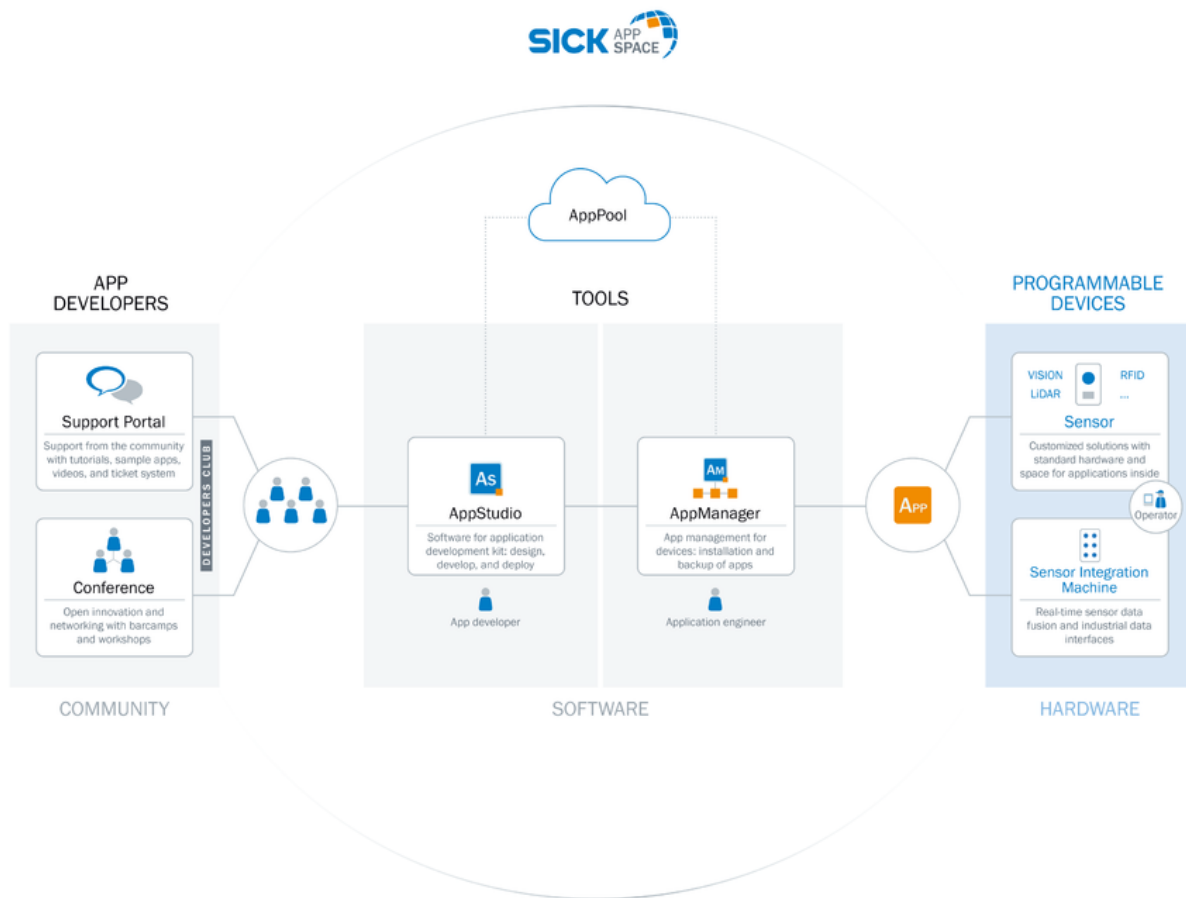 SICK APP
SPACE
AppPool
APP
DEVELOPERS
TOOLS
PROGRAMMABLE
DEVICES
Support Portal
Support from the community
with tutorials, sample apps,
videos, and ticket system
Conference
Open innovation and
networking with barcamps
and workshops
DEVELOPERS CLUB
COMMUNITY
As
AppStudio
Software for application
development kit: design,
develop, and deploy
App developer
AM
AppManager
App management for
devices: installation and
backup of apps
Application engineer
SOFTWARE
APP
VISION
RFID
LiDAR
...
Sensor
Customized solutions with
standard hardware and
space for applications inside
Operator
Sensor Integration
Machine
Real-time sensor data
fusion and industrial data
interfaces
HARDWARE